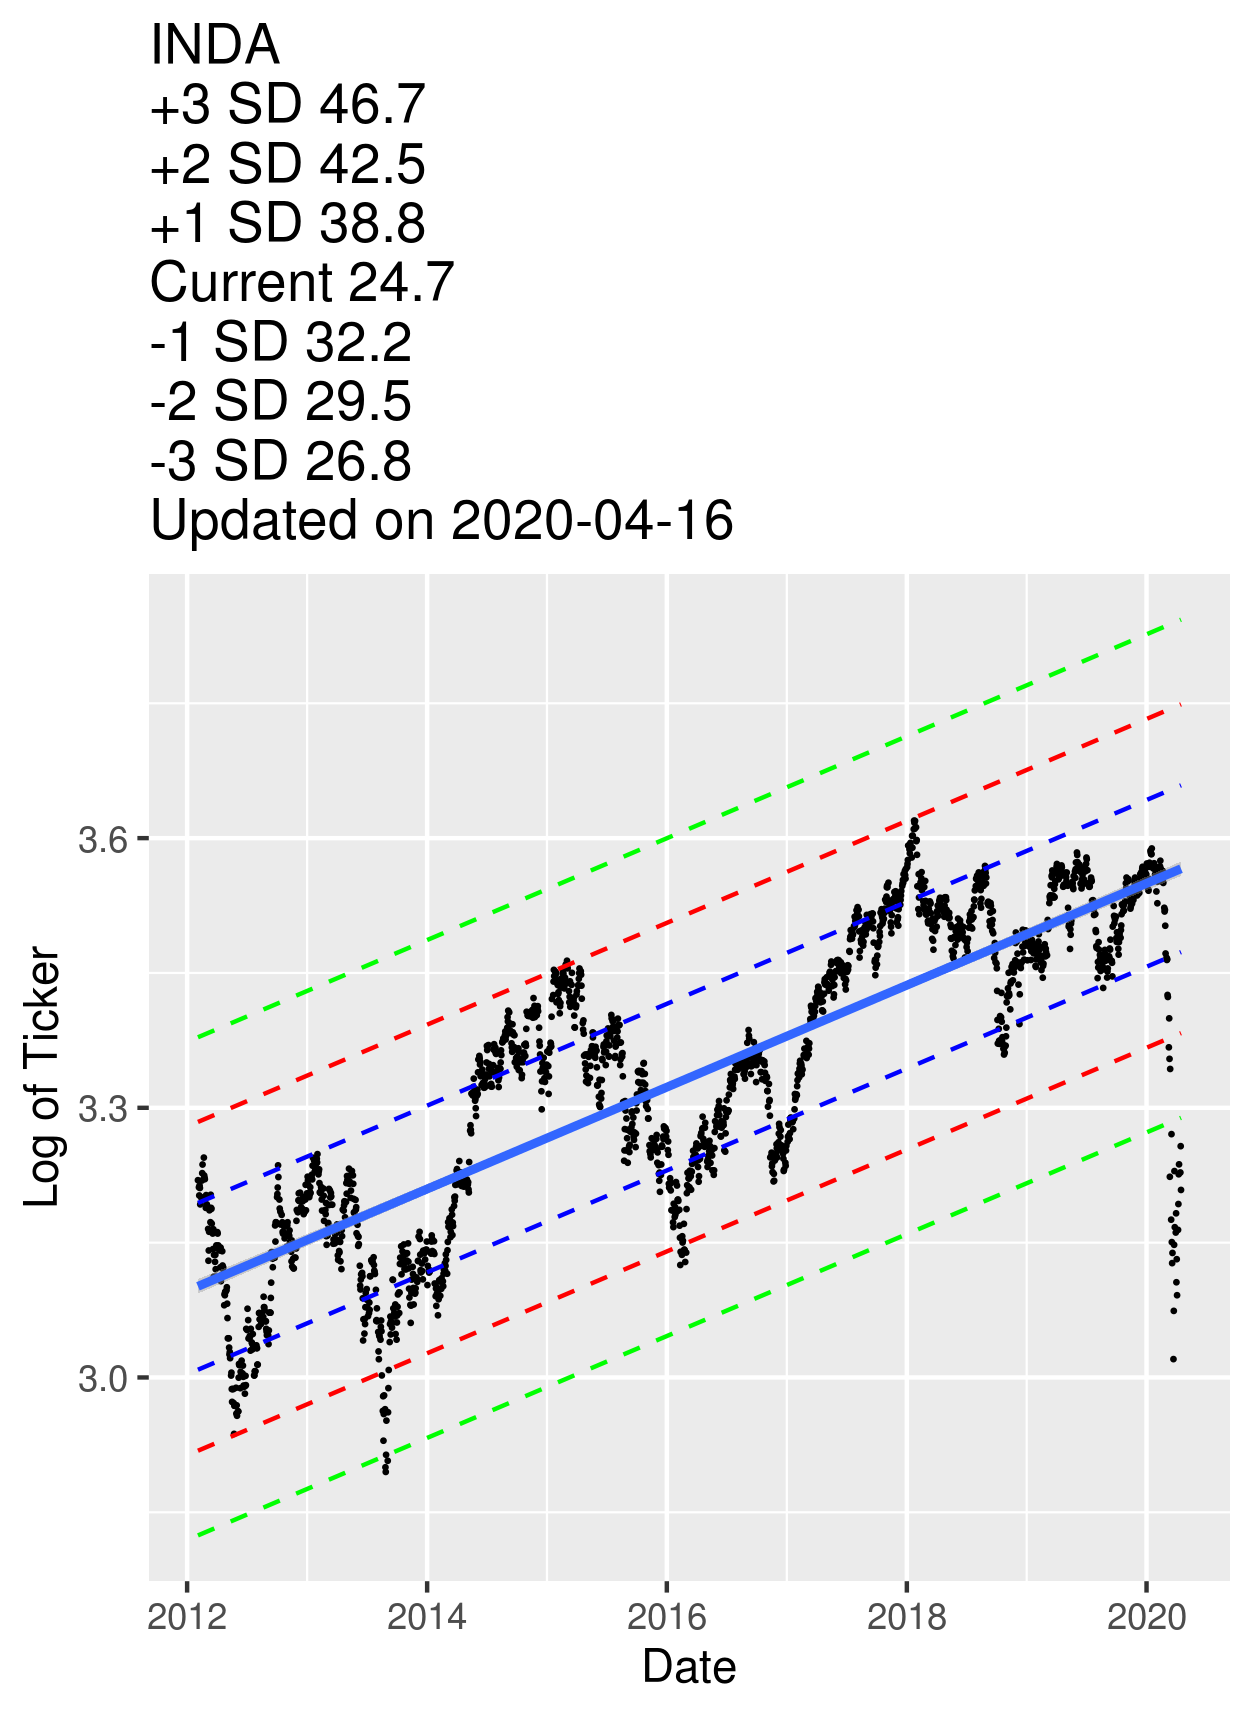 INDA
+3 SD 46.7
+2 SD 42.5
+1 SD 38.8
Current 24.7
-1 SD 32.2
-2 SD 29.5
-3 SD 26.8
Updated on 2020-04-16
Log of Ticker
3.6
3.3
3.0
2012 2014 2016 2018 2020
Date